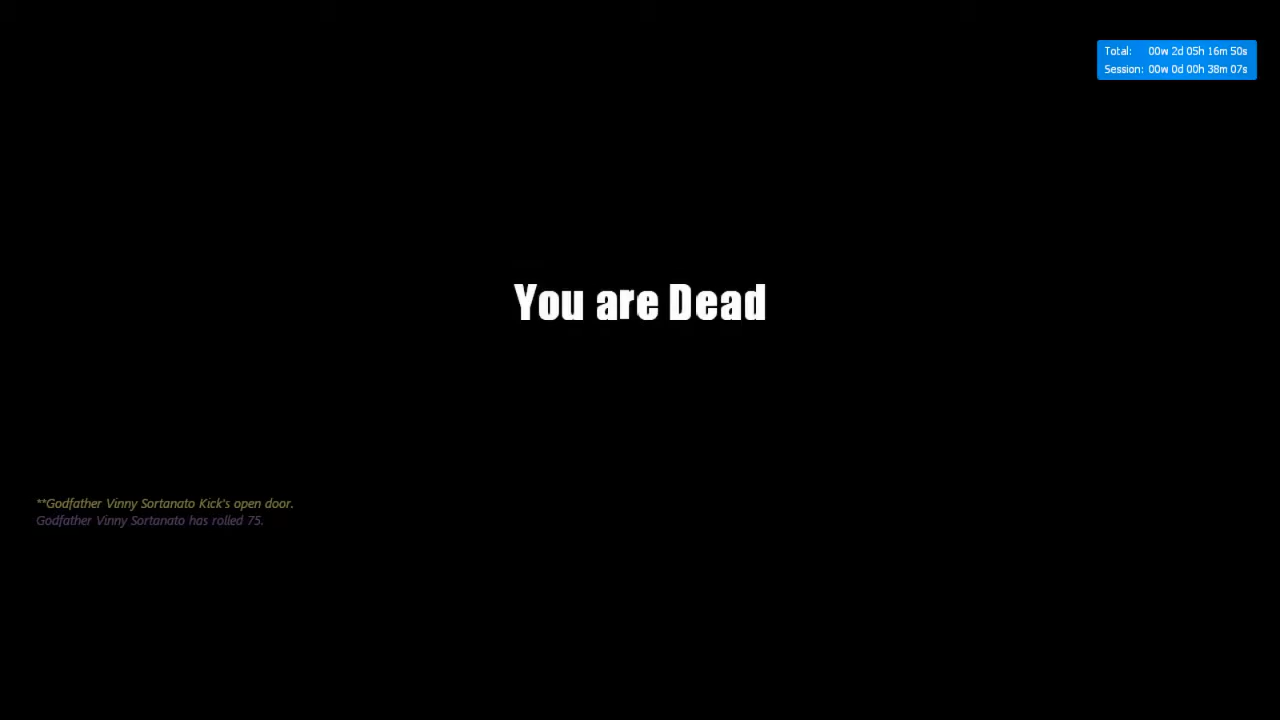 Total: 00w 2d 05h 16m 50s
Session: 00w 0d 00h 38m 07s
You are Dead
**Godfather Vinny Sortanato Kick's open door.
Godfather Vinny Sortanato has rolled 75.